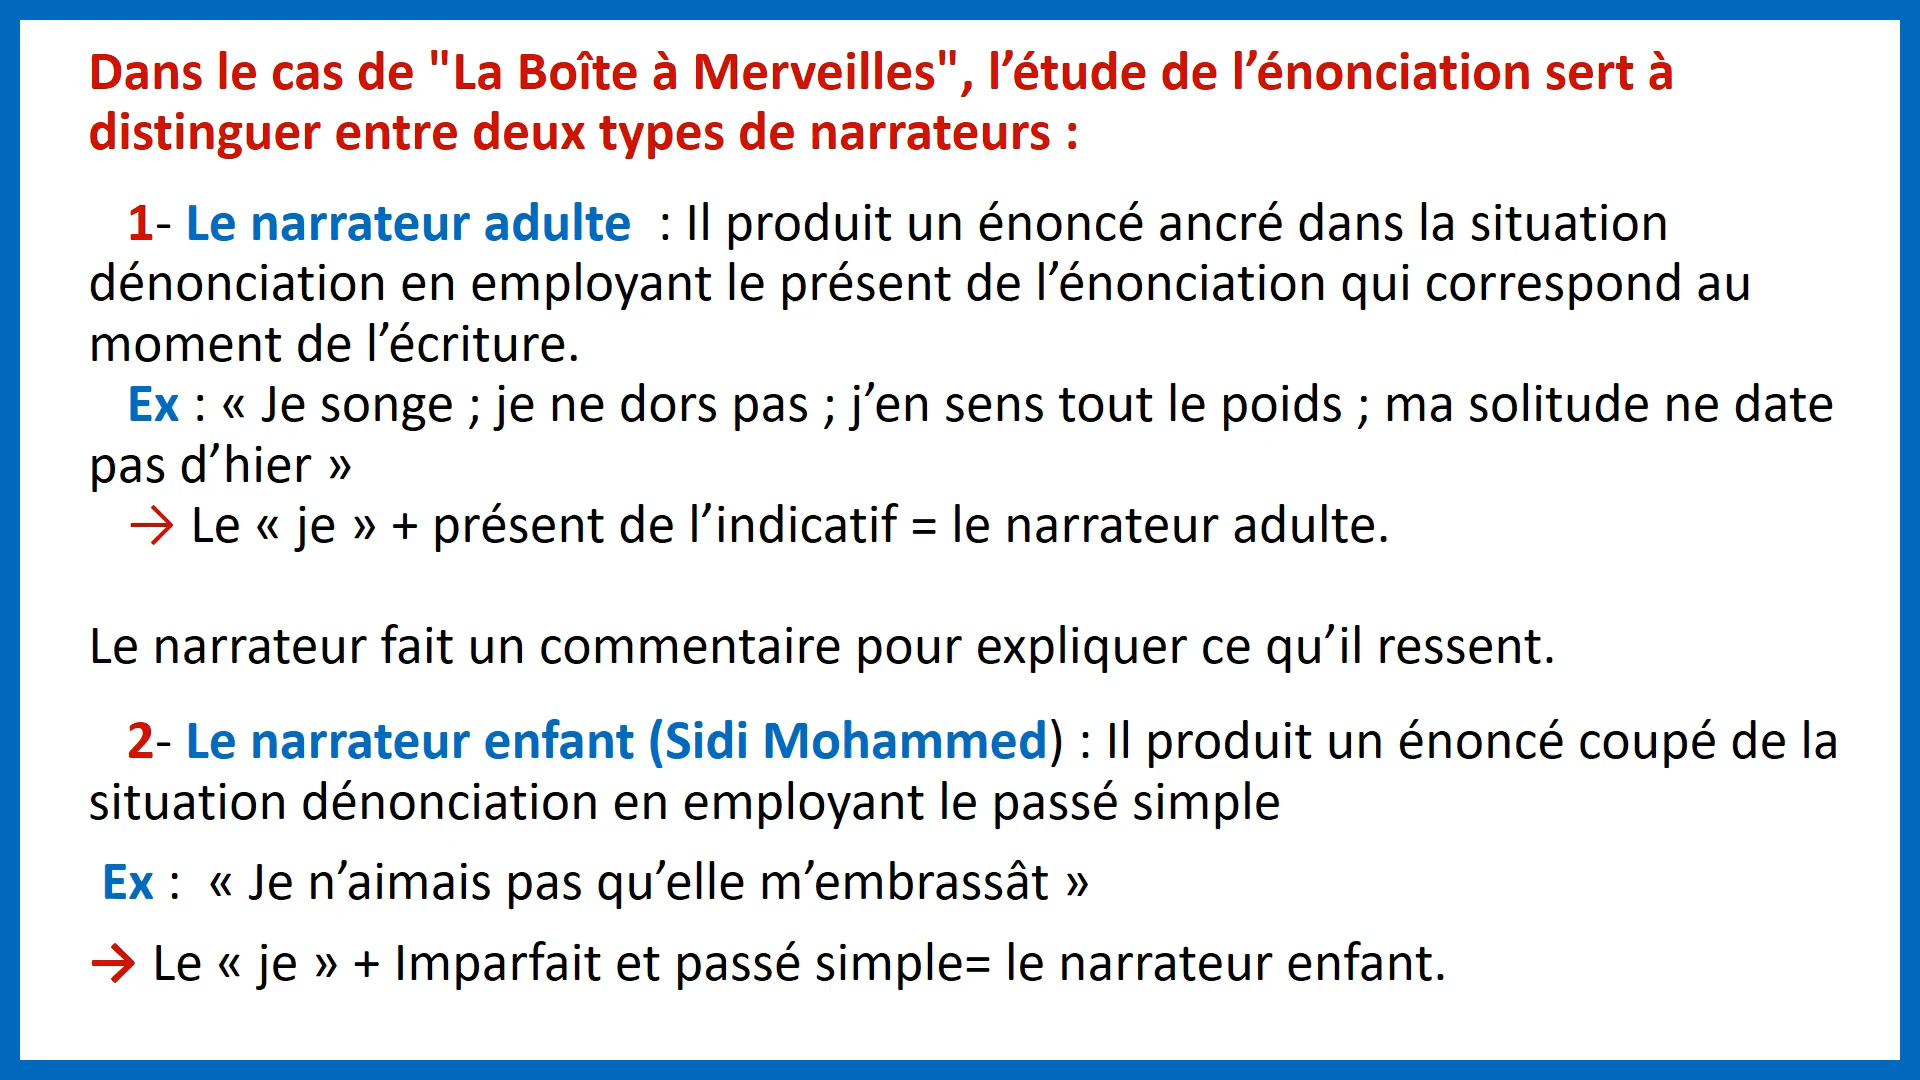 Dans le cas de "La Boîte à Merveilles", l’étude de l’énonciation sert à
distinguer entre deux types de narrateurs :
1- Le narrateur adulte : Il produit un énoncé ancré dans la situation
dénonciation en employant le présent de l’énonciation qui correspond au
moment de l’écriture.
Ex : « Je songe ; je ne dors pas ; j’en sens tout le poids ; ma solitude ne date
pas d’hier »
→ Le « je » + présent de l’indicatif = le narrateur adulte.
Le narrateur fait un commentaire pour expliquer ce qu’il ressent.
2- Le narrateur enfant (Sidi Mohammed) : Il produit un énoncé coupé de la
situation dénonciation en employant le passé simple
Ex : « Je n’aimais pas qu’elle m’embrassât »
→ Le « je » + Imparfait et passé simple= le narrateur enfant.